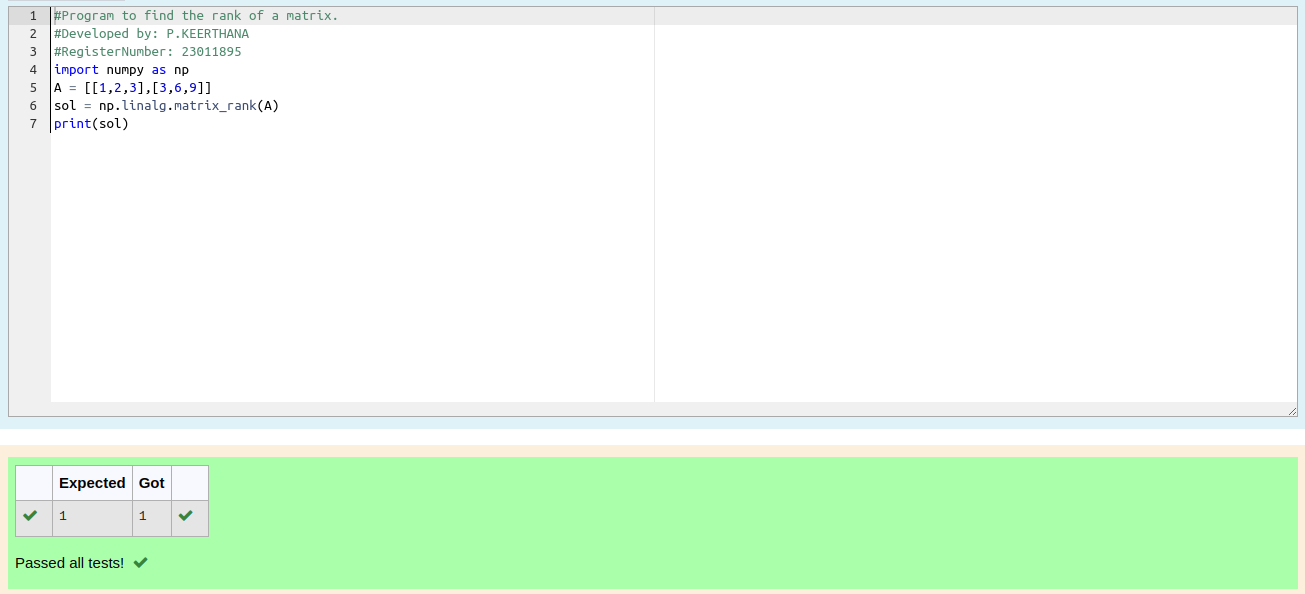 1 #Program to find the rank of a matrix.
2 #Developed by: P.KEERTHANA
3 #RegisterNumber: 23011895
4 import numpy as np
5 A = [[1,2,3],[3,6,9]]
6 sol = np.linalg.matrix_rank(A)
7 print(sol)
Expected Got
1 1
Passed all tests!